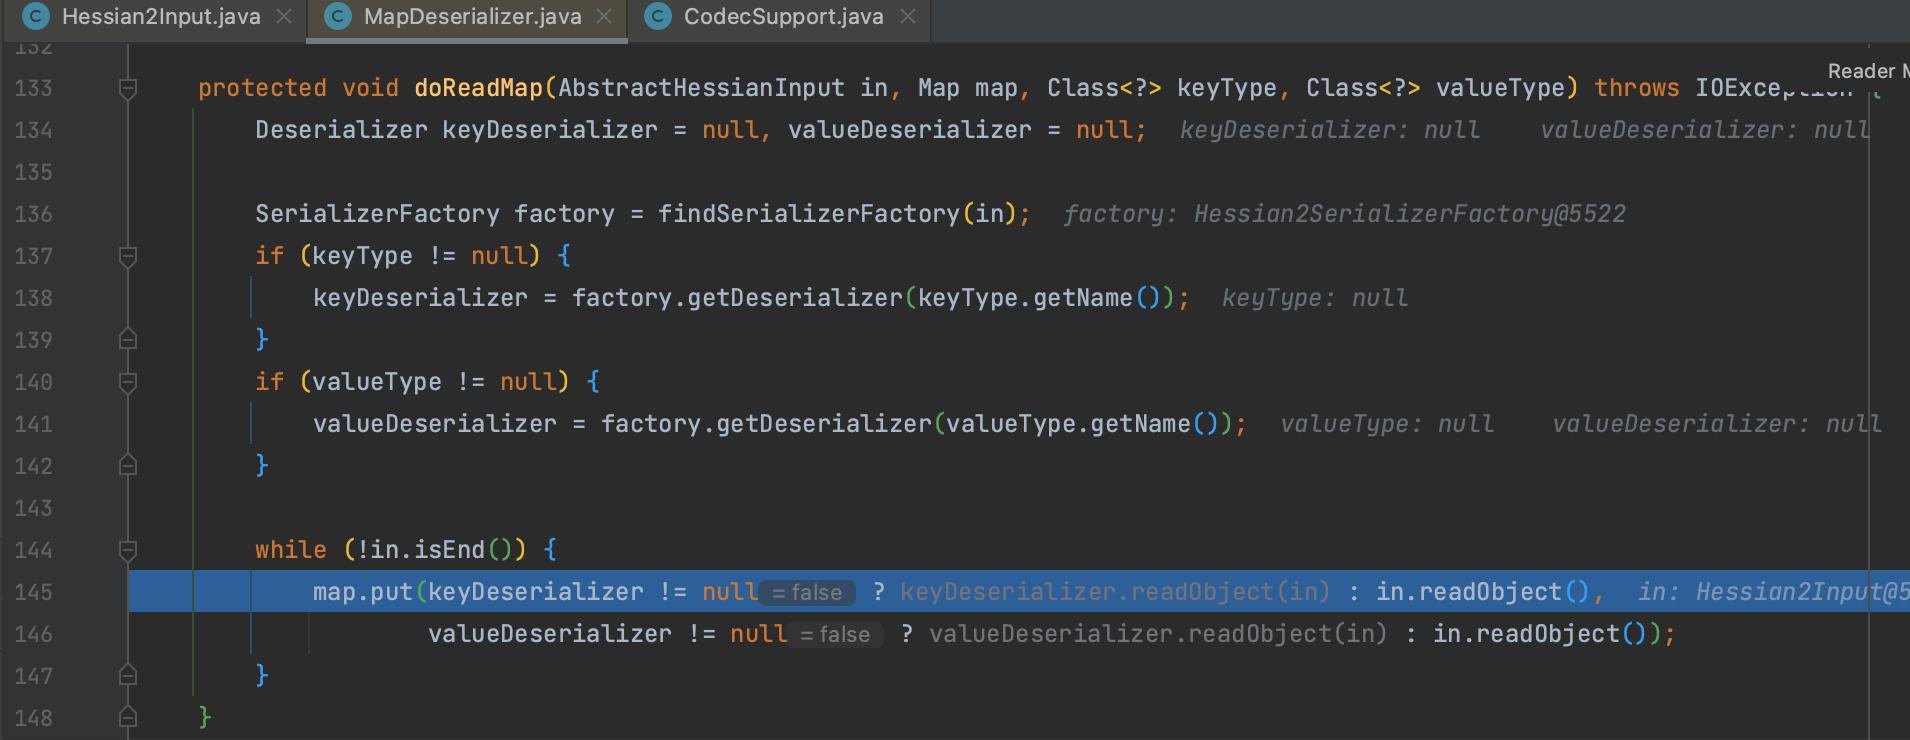 Hessian2Input.java MapDeserializer.java CodecSupport.java
132
Reader M
133 protected void doReadMap(AbstractHessianInput in, Map map, Class<?> keyType, Class<?> valueType) throws IOException {
134 Deserializer keyDeserializer = null, valueDeserializer = null; keyDeserializer: null valueDeserializer: null
135
136 SerializerFactory factory = findSerializerFactory(in); factory: Hessian2SerializerFactory@5522
137 if (keyType != null) {
138 keyDeserializer = factory.getDeserializer(keyType.getName()); keyType: null
139 }
140 if (valueType != null) {
141 valueDeserializer = factory.getDeserializer(valueType.getName()); valueType: null valueDeserializer: null
142 }
143
144 while (!in.isEnd()) {
145 map.put(keyDeserializer != null = false ? keyDeserializer.readObject(in) : in.readObject(), in: Hessian2Input@5
146 valueDeserializer != null = false ? valueDeserializer.readObject(in) : in.readObject());
147 }
148 }